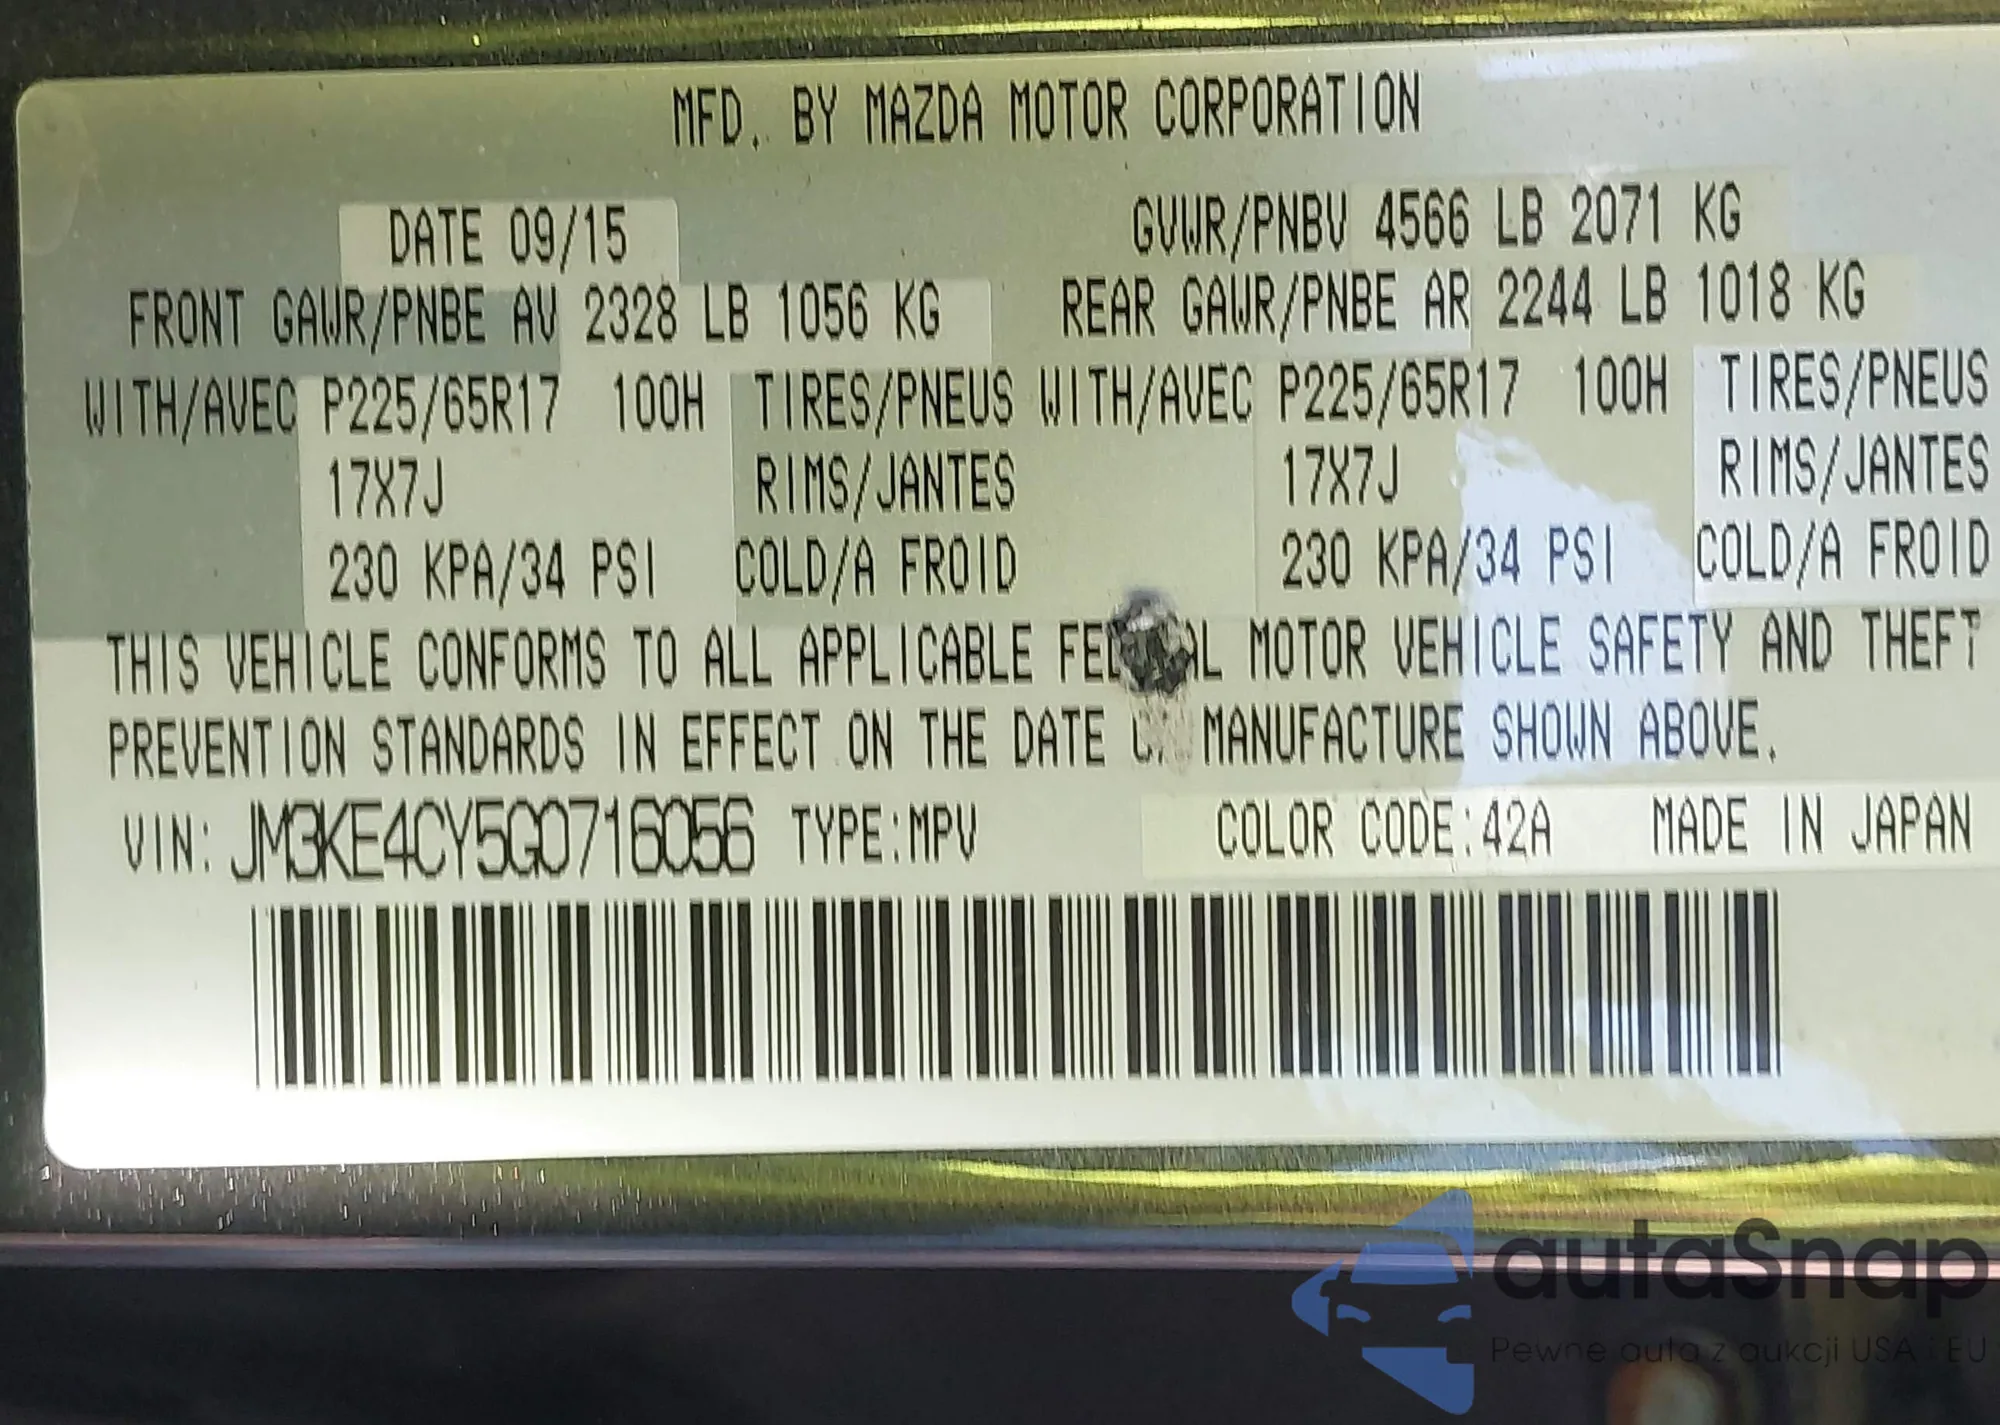 MFD. BY MAZDA MOTOR CORPORATION
DATE 09/15 GVWR/PNBV 4566 LB 2071 KG
FRONT GAWR/PNBE AV 2328 LB 1056 KG REAR GAWR/PNBE AR 2244 LB 1018 KG
WITH/AVEC P225/65R17 100H TIRES/PNEUS WITH/AVEC P225/65R17 100H TIRES/PNEUS
17X7J RIMS/JANTES 17X7J RIMS/JANTES
230 KPA/34 PSI COLD/A FROID 230 KPA/34 PSI COLD/A FROID
THIS VEHICLE CONFORMS TO ALL APPLICABLE MOTOR VEHICLE SAFETY AND THEFT
PREVENTION STANDARDS IN EFFECT ON THE DATE MANUFACTURE SHOWN ABOVE.
VIN: JM3KE4CY5G0716056 TYPE:MPV COLOR CODE:42A MADE IN JAPAN
autaSnap
Pewne auta z aukcji USA i EU